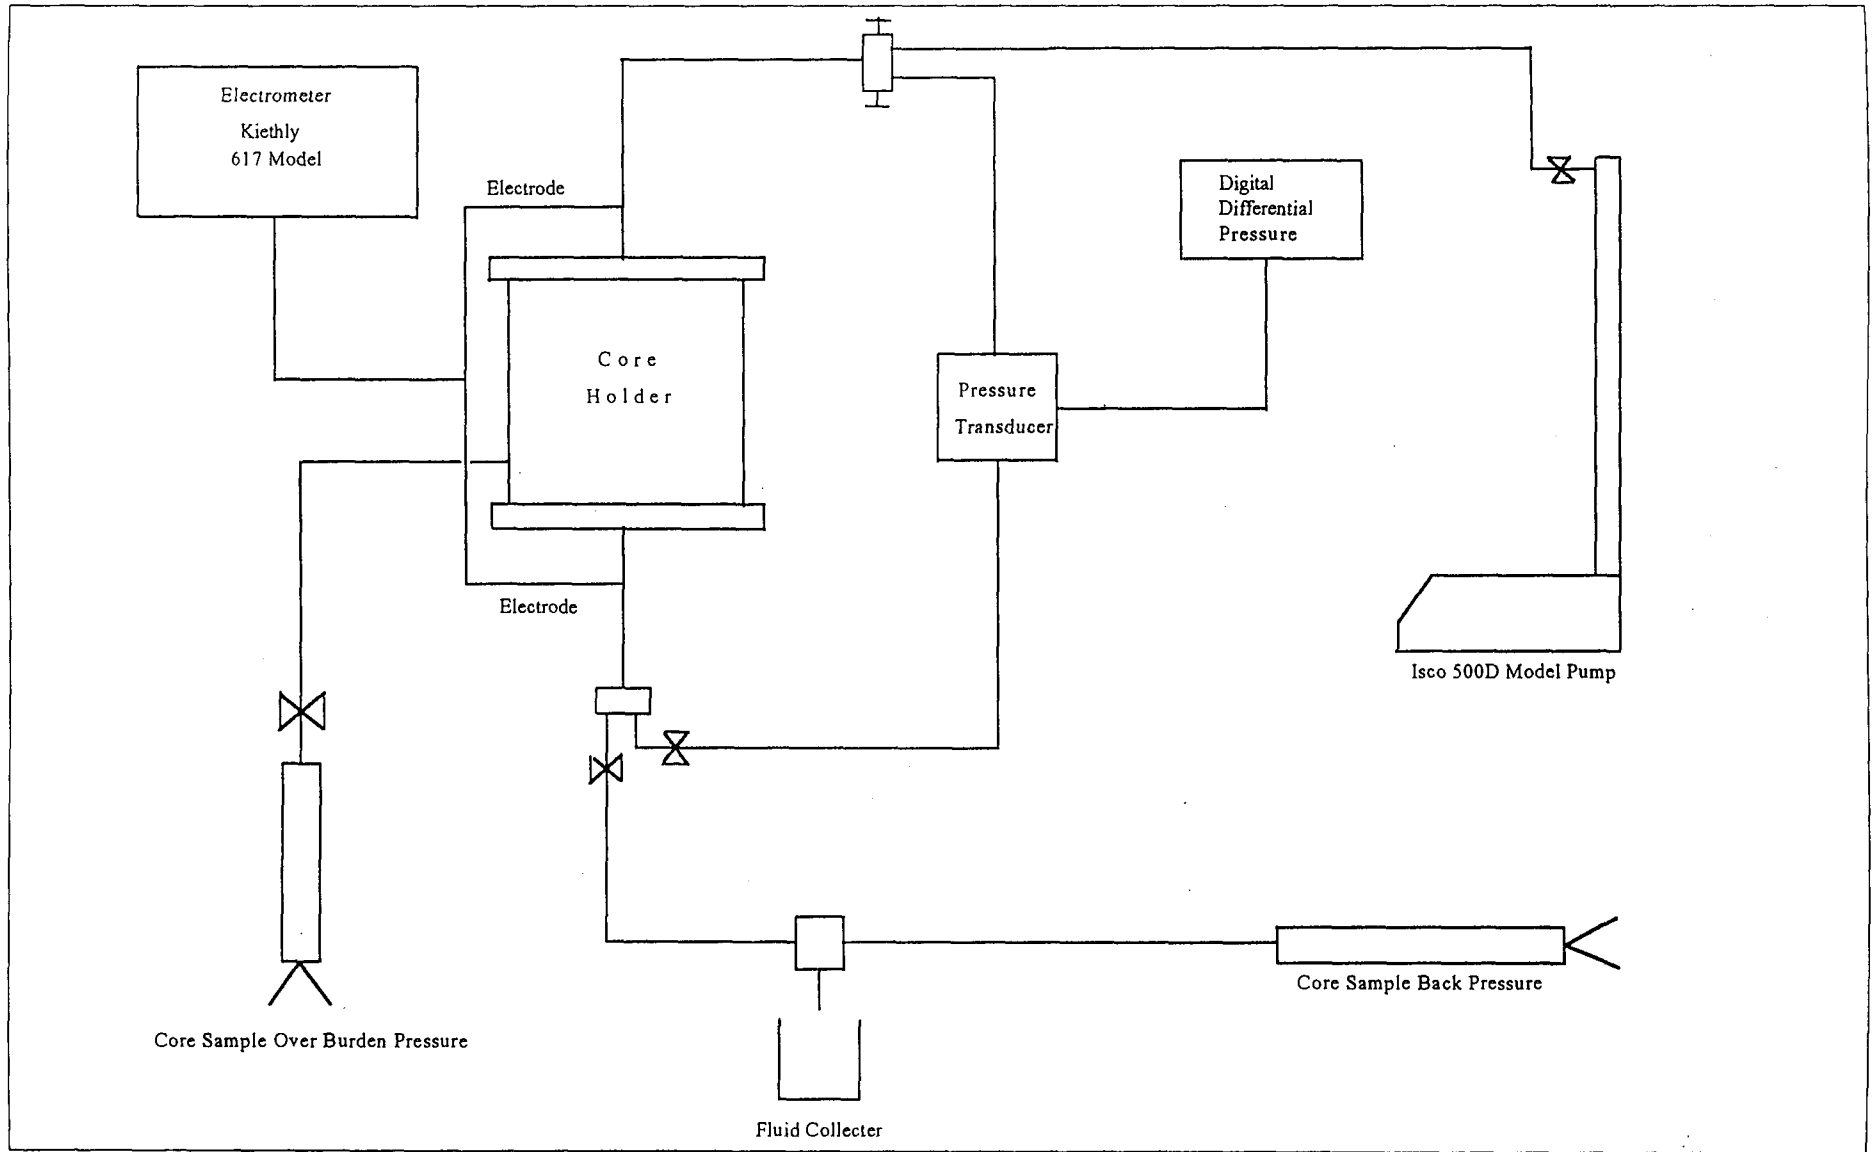 Electrometer
Kiethly
617 Model
Electrode
Digital
Differential
Pressure
Core
Holder
Pressure
Transducer
Electrode
Isco 500D Model Pump
Core Sample Back Pressure
Core Sample Over Burden Pressure
Fluid Collecter